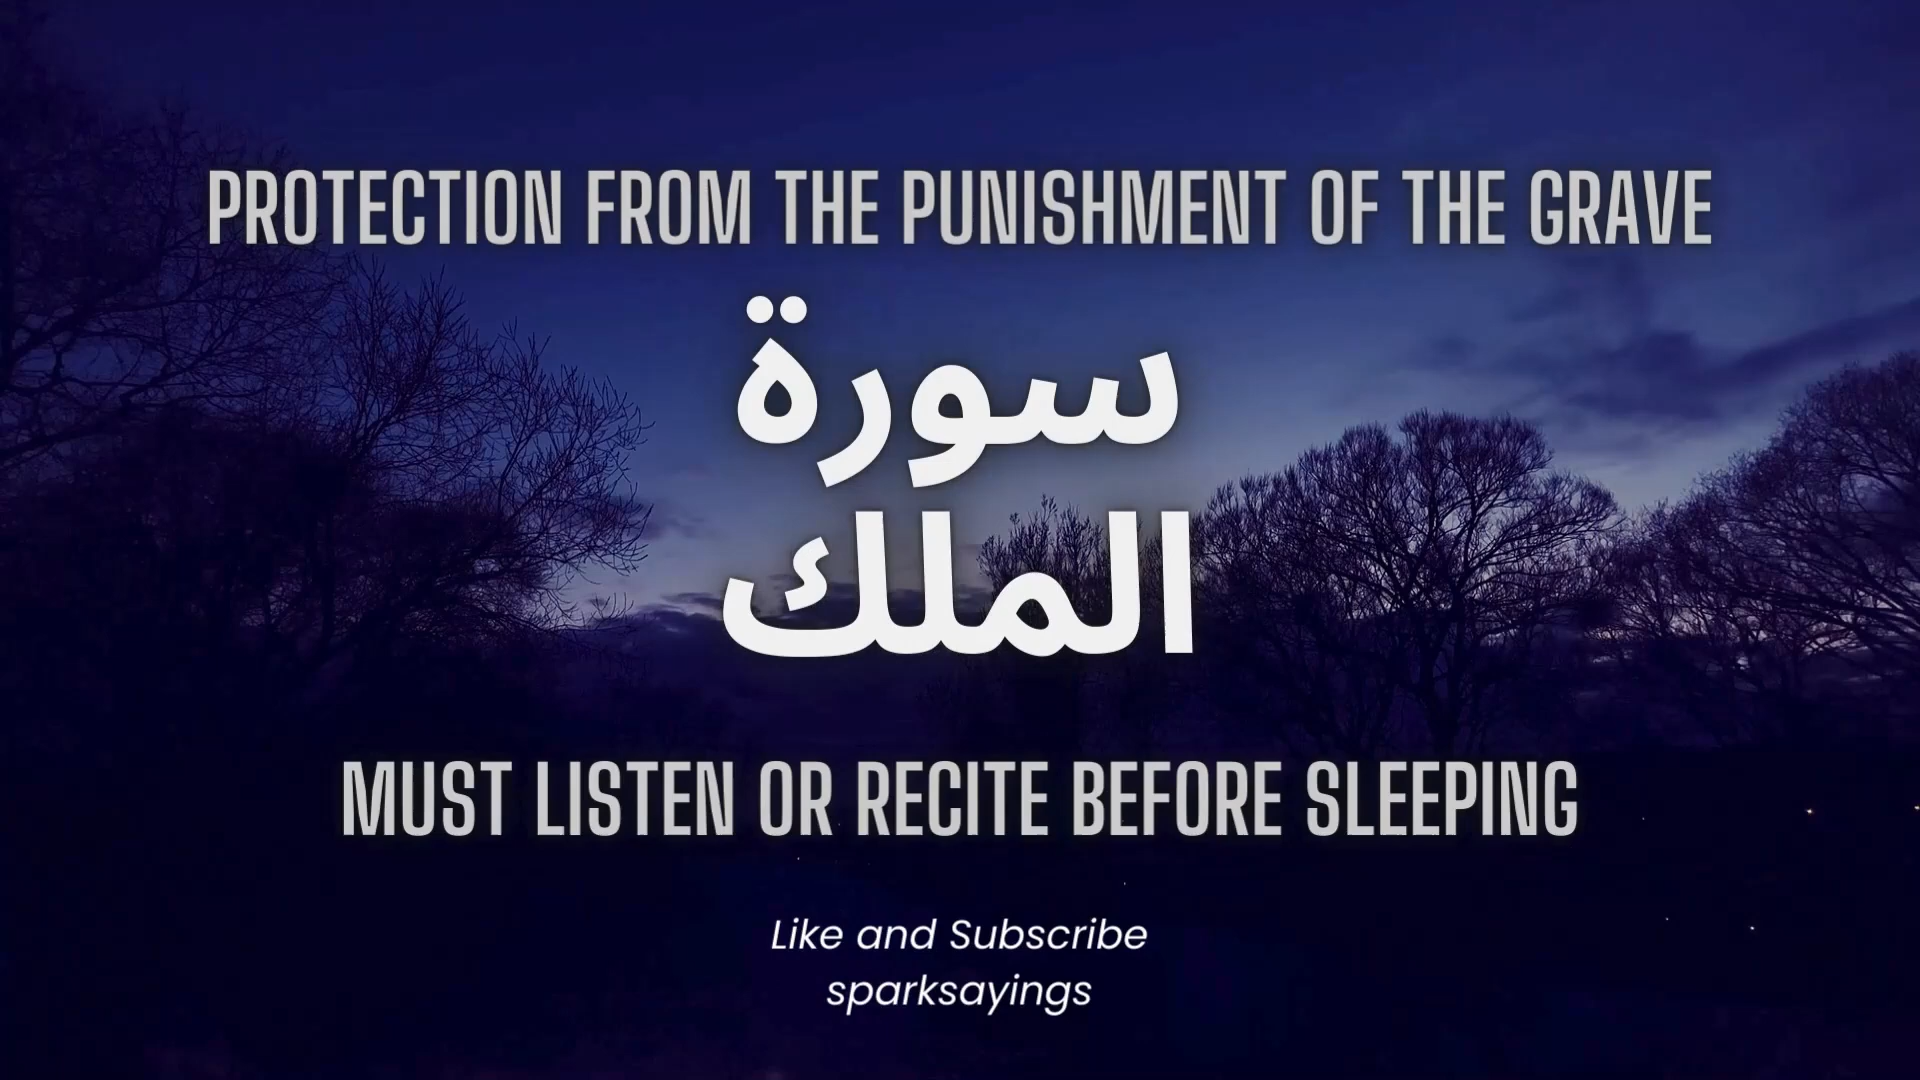 PROTECTION FROM THE PUNISHMENT OF THE GRAVE
سورة
الملك
MUST LISTEN OR RECITE BEFORE SLEEPING
Like and Subscribe
sparksayings